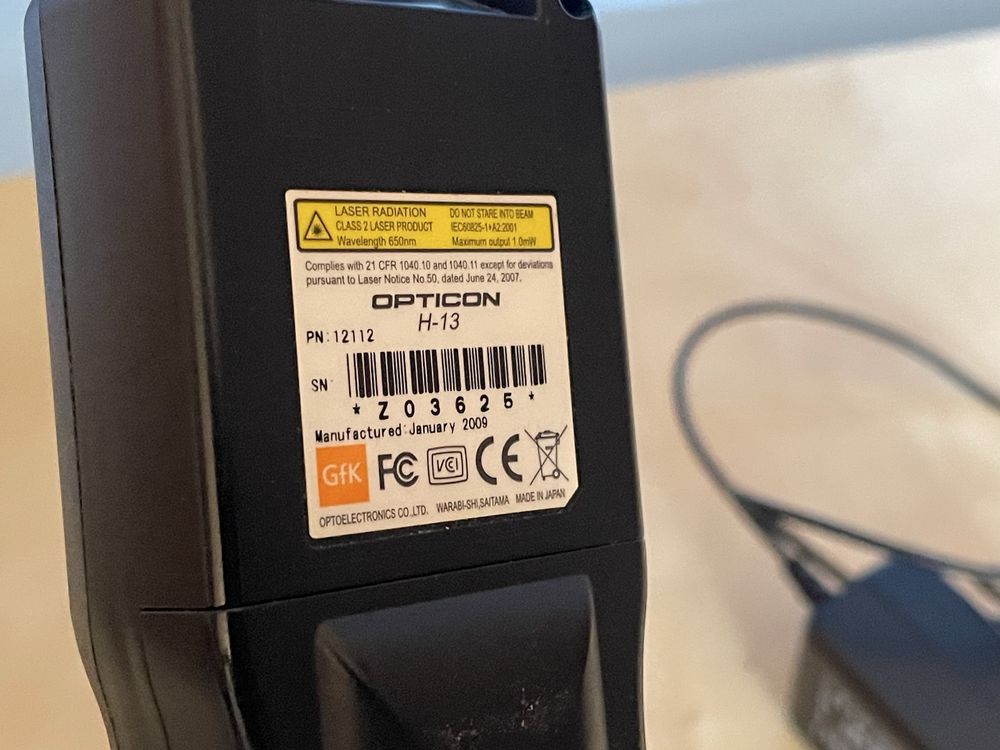 LASER RADIATION
CLASS 2 LASER PRODUCT
Wavelength 650nm
DO NOT STARE INTO BEAM
IEC60825-1+A2:2001
Maximum output 1.0mW
Complies with 21 CFR 1040.10 and 1040.11 except for deviations
pursuant to Laser Notice No.50, dated June 24, 2007.
OPTICON
H-13
PN:12112
SN
*Z03625*
Manufactured:January 2009
GfK FC VCI CE
OPTOELECTRONICS CO.,LTD. WARABI-SHI,SAITAMA MADE IN JAPAN